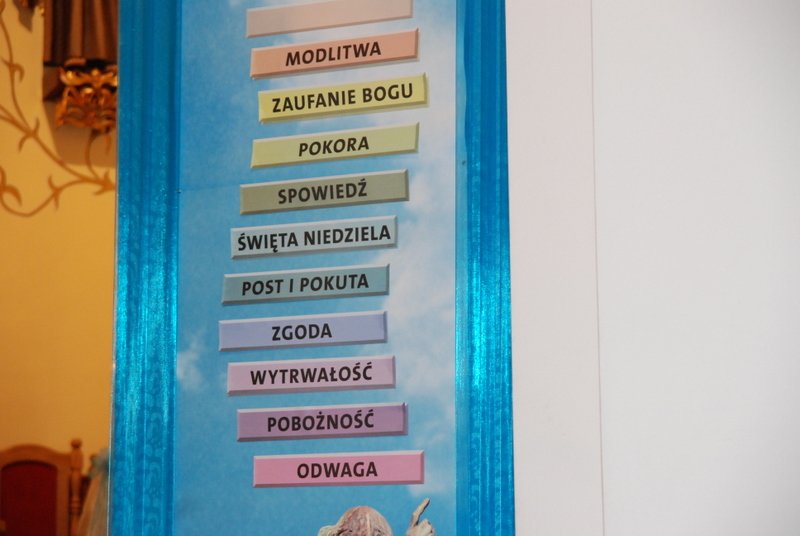 MODLITWA
ZAUFANIE BOGU
POKORA
SPOWIEDŹ
ŚWIĘTA NIEDZIELA
POST I POKUTA
ZGODA
WYTRWAŁOŚĆ
POBOŻNOŚĆ
ODWAGA